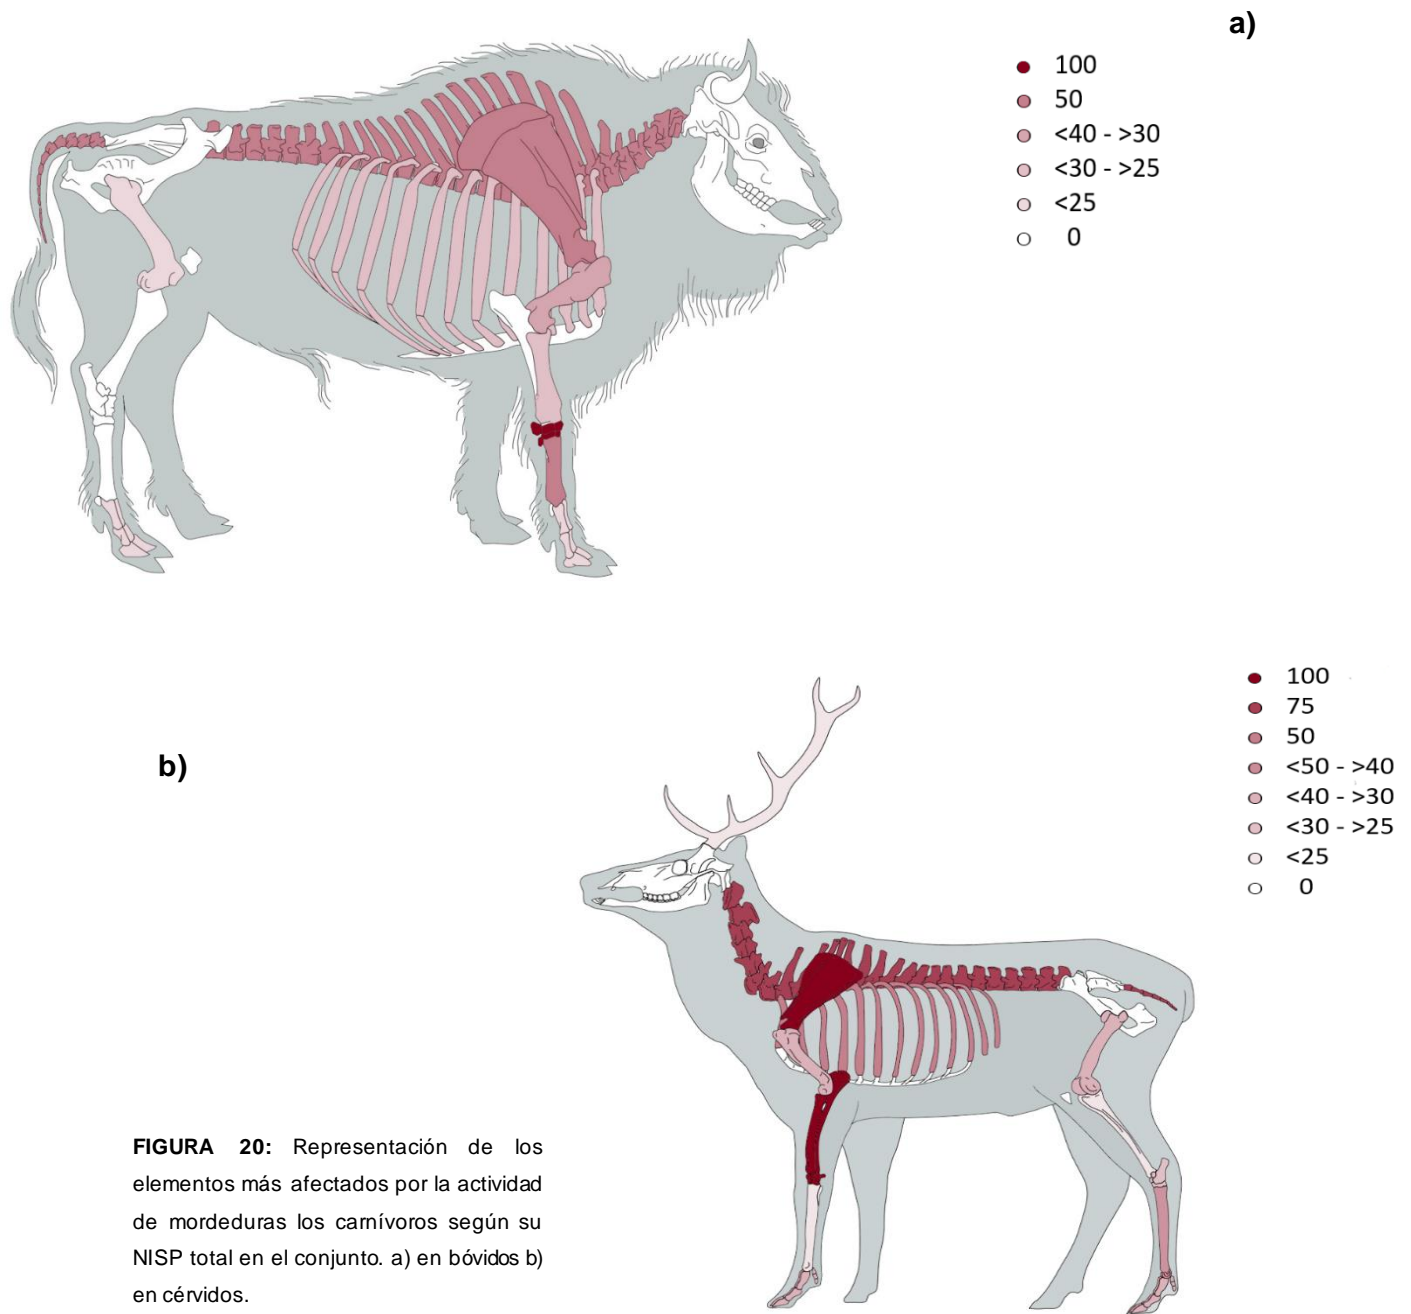 a)
100
50
<40 - >30
<30 - >25
<25
0
100
75
50
<50 - >40
<40 - >30
<30 - >25
<25
0
b)
FIGURA 20: Representación de los
elementos más afectados por la actividad
de mordeduras los carnívoros según su
NISP total en el conjunto. a) en bóvidos b)
en cérvidos.